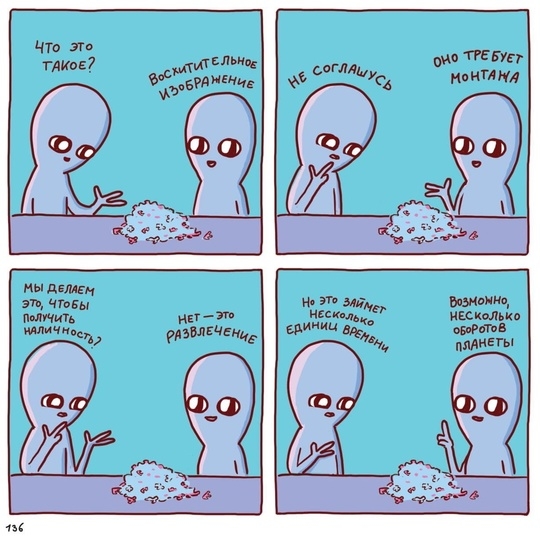 Что это
такое?
Восхитительное
изображение
Не соглашусь
Оно требует
монтажа
Мы делаем
это, чтобы
получить
наличность?
Нет — это
развлечение
Но это займет
несколько
единиц времени
Возможно,
несколько
оборотов
планеты
136